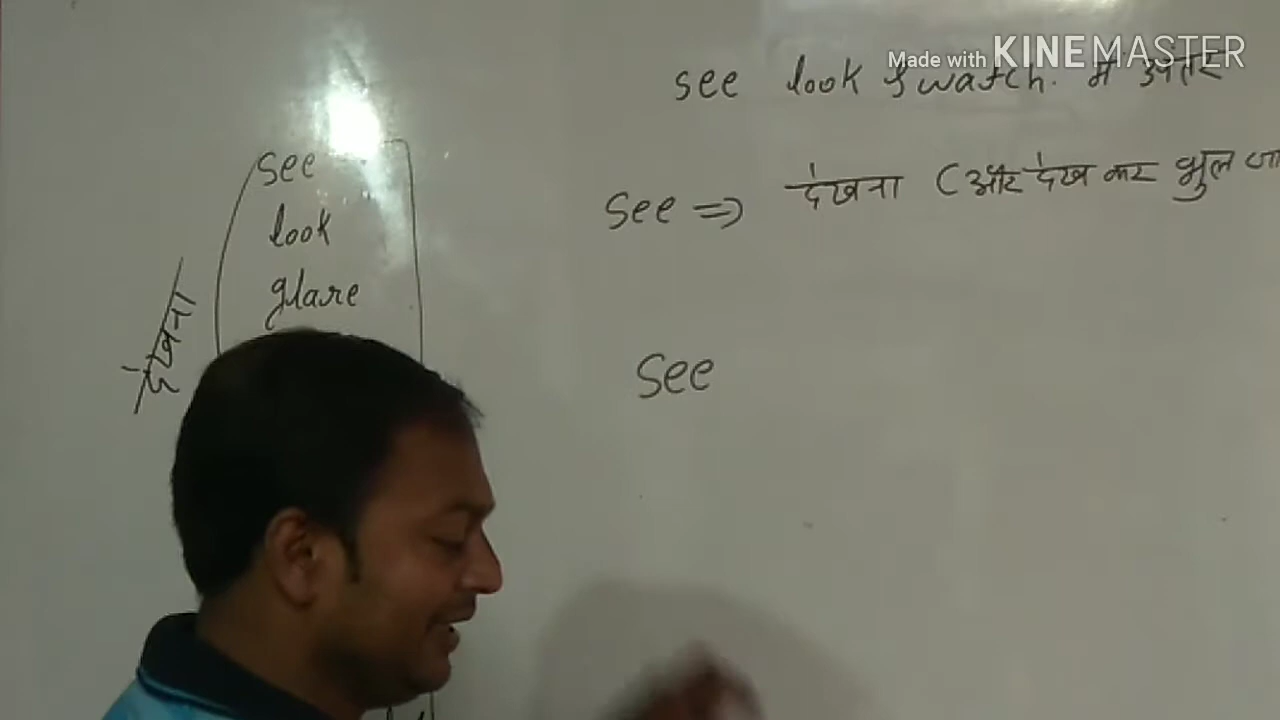 Made with KINEMASTER
see look & watch. में अंतर
see
look
glare
देखना
see ⇒ देखना (और देख कर भुल जा
see